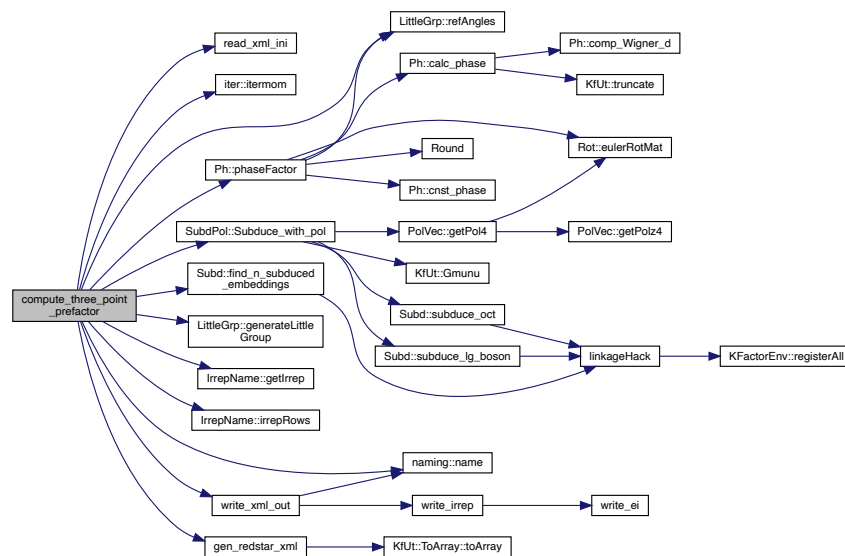 LittleGrp::refAngles
read_xml_ini
Ph::comp_Wigner_d
Ph::calc_phase
iter::itermom
KfUt::truncate
Round
Rot::eulerRotMat
Ph::phaseFactor
Ph::cnst_phase
SubdPol::Subduce_with_pol
PolVec::getPol4
PolVec::getPolz4
Subd::find_n_subduced
_embeddings
KfUt::Gmunu
compute_three_point
_prefactor
Subd::subduce_oct
LittleGrp::generateLittle
Group
Subd::subduce_lg_boson
linkageHack
KFactorEnv::registerAll
IrrepName::getIrrep
IrrepName::irrepRows
naming::name
write_xml_out
write_irrep
write_ei
gen_redstar_xml
KfUt::ToArray::toArray